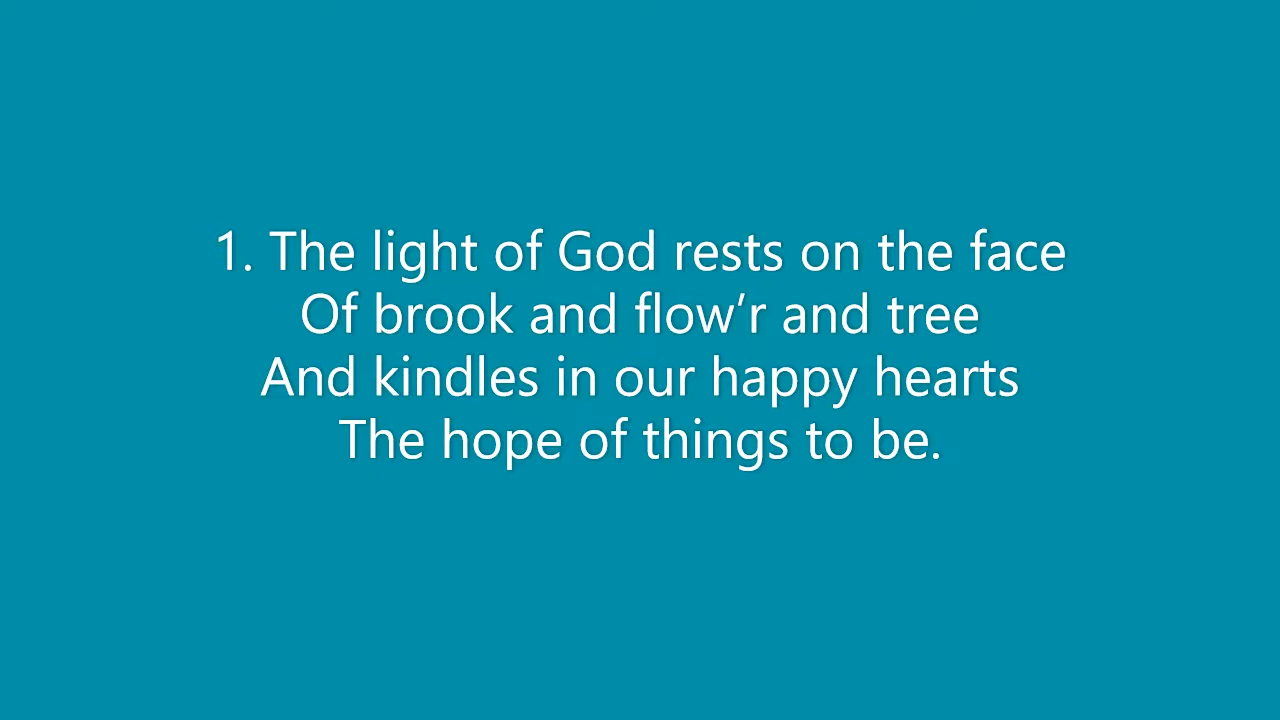 1. The light of God rests on the face
Of brook and flow’r and tree
And kindles in our happy hearts
The hope of things to be.